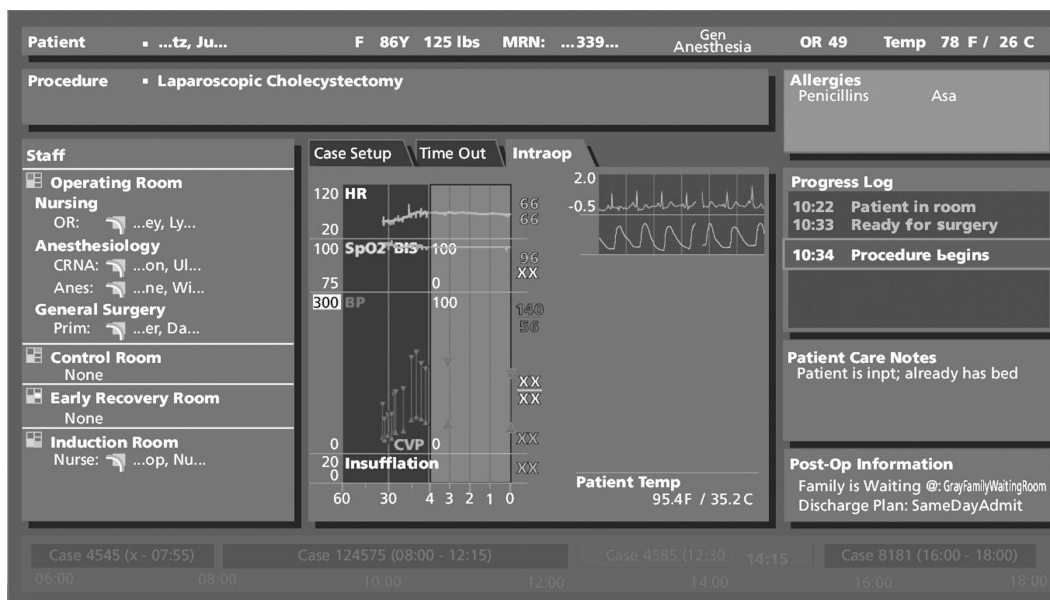 Patient ▪ ...tz, Ju... F 86Y 125 lbs MRN: ...339... Gen Anesthesia OR 49 Temp 78 F / 26 C
Procedure ▪ Laparoscopic Cholecystectomy
Allergies
Penicillins Asa
Staff
Operating Room
Nursing
OR: ...ey, Ly...
Anesthesiology
CRNA: ...on, Ul...
Anes: ...ne, Wi...
General Surgery
Prim: ...er, Da...
Control Room
None
Early Recovery Room
None
Induction Room
Nurse: ...op, Nu...
Case Setup Time Out Intraop
120 HR
66
66
20
100 SpO2 BIS 100
96
XX
75 0
300 BP 100
140
56
XX
XX
0 CVP 0 XX
20 Insufflation XX
0
60 30 4 3 2 1 0
2.0
-0.5
Patient Temp
95.4F / 35.2C
Progress Log
10:22 Patient in room
10:33 Ready for surgery
10:34 Procedure begins
Patient Care Notes
Patient is inpt; already has bed
Post-Op Information
Family is Waiting @: GrayFamilyWaitingRoom
Discharge Plan: SameDayAdmit
Case 4545 (x - 07:55) Case 124575 (08:00 - 12:15) Case 4585 (12:30 - 14:15 Case 8181 (16:00 - 18:00)
06:00 08:00 10:00 12:00 14:00 16:00 18:00